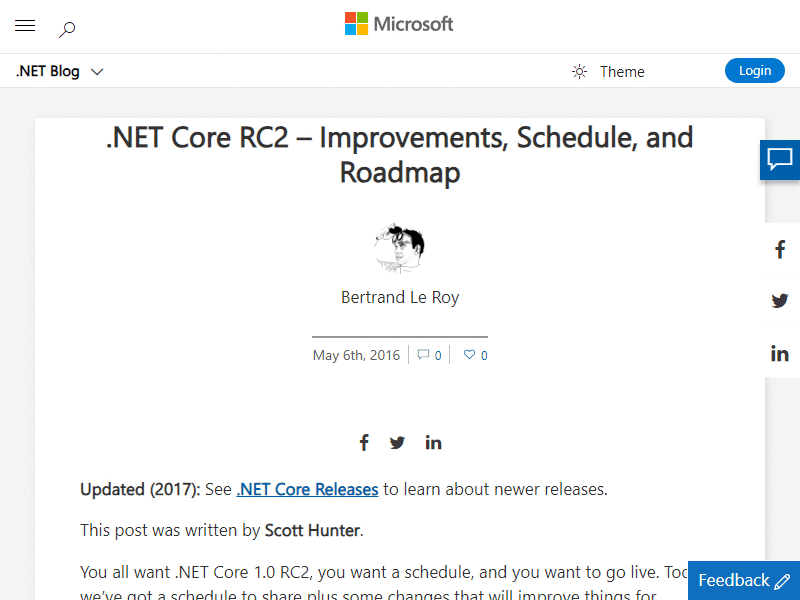 Microsoft
.NET Blog
Theme
Login
.NET Core RC2 – Improvements, Schedule, and
Roadmap
Bertrand Le Roy
May 6th, 2016
0
0
Updated (2017): See .NET Core Releases to learn about newer releases.
This post was written by Scott Hunter.
You all want .NET Core 1.0 RC2, you want a schedule, and you want to go live.
we've got a schedule to share plus some changes that will improve things for
Feedback